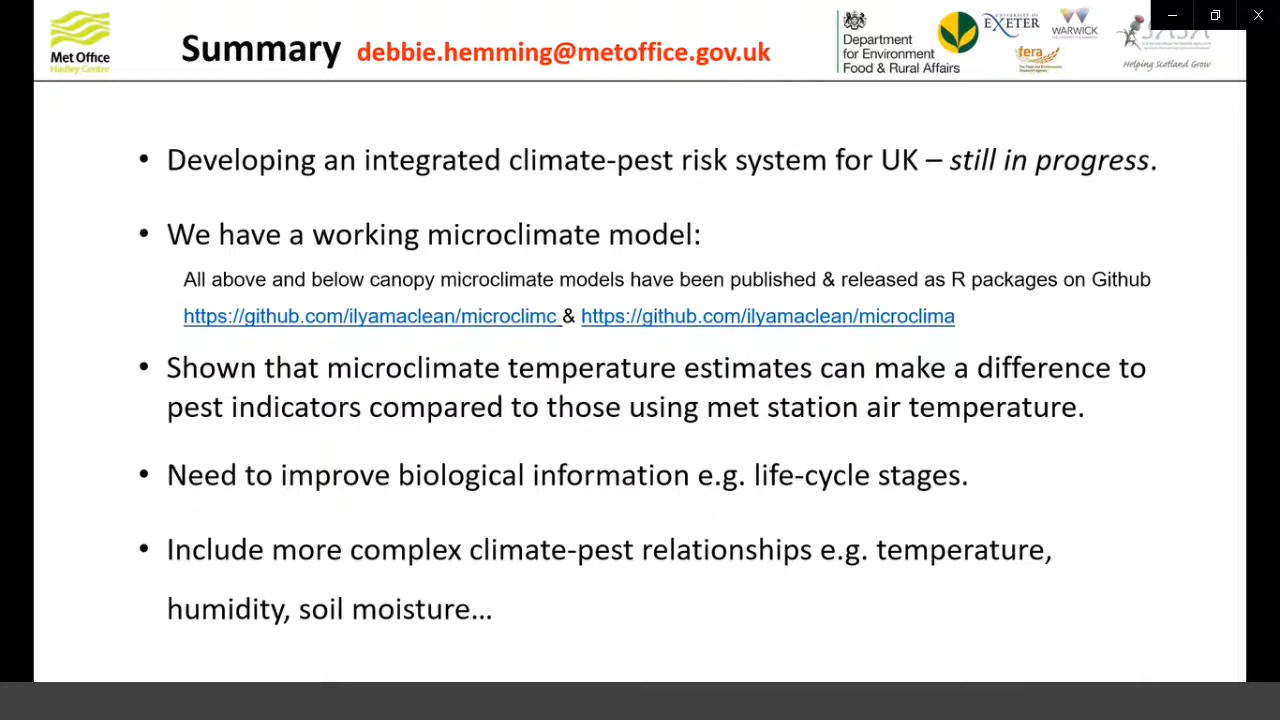 Met Office
Hadley Centre
Summary debbie.hemming@metoffice.gov.uk
Department
for Environment
Food & Rural Affairs
UNIVERSITY OF
EXETER
WARWICK
fera
SASA
Helping Scotland Grow
• Developing an integrated climate-pest risk system for UK – still in progress.
• We have a working microclimate model:
All above and below canopy microclimate models have been published & released as R packages on Github
https://github.com/ilyamaclean/microclimc & https://github.com/ilyamaclean/microclima
• Shown that microclimate temperature estimates can make a difference to
pest indicators compared to those using met station air temperature.
• Need to improve biological information e.g. life-cycle stages.
• Include more complex climate-pest relationships e.g. temperature,
humidity, soil moisture…